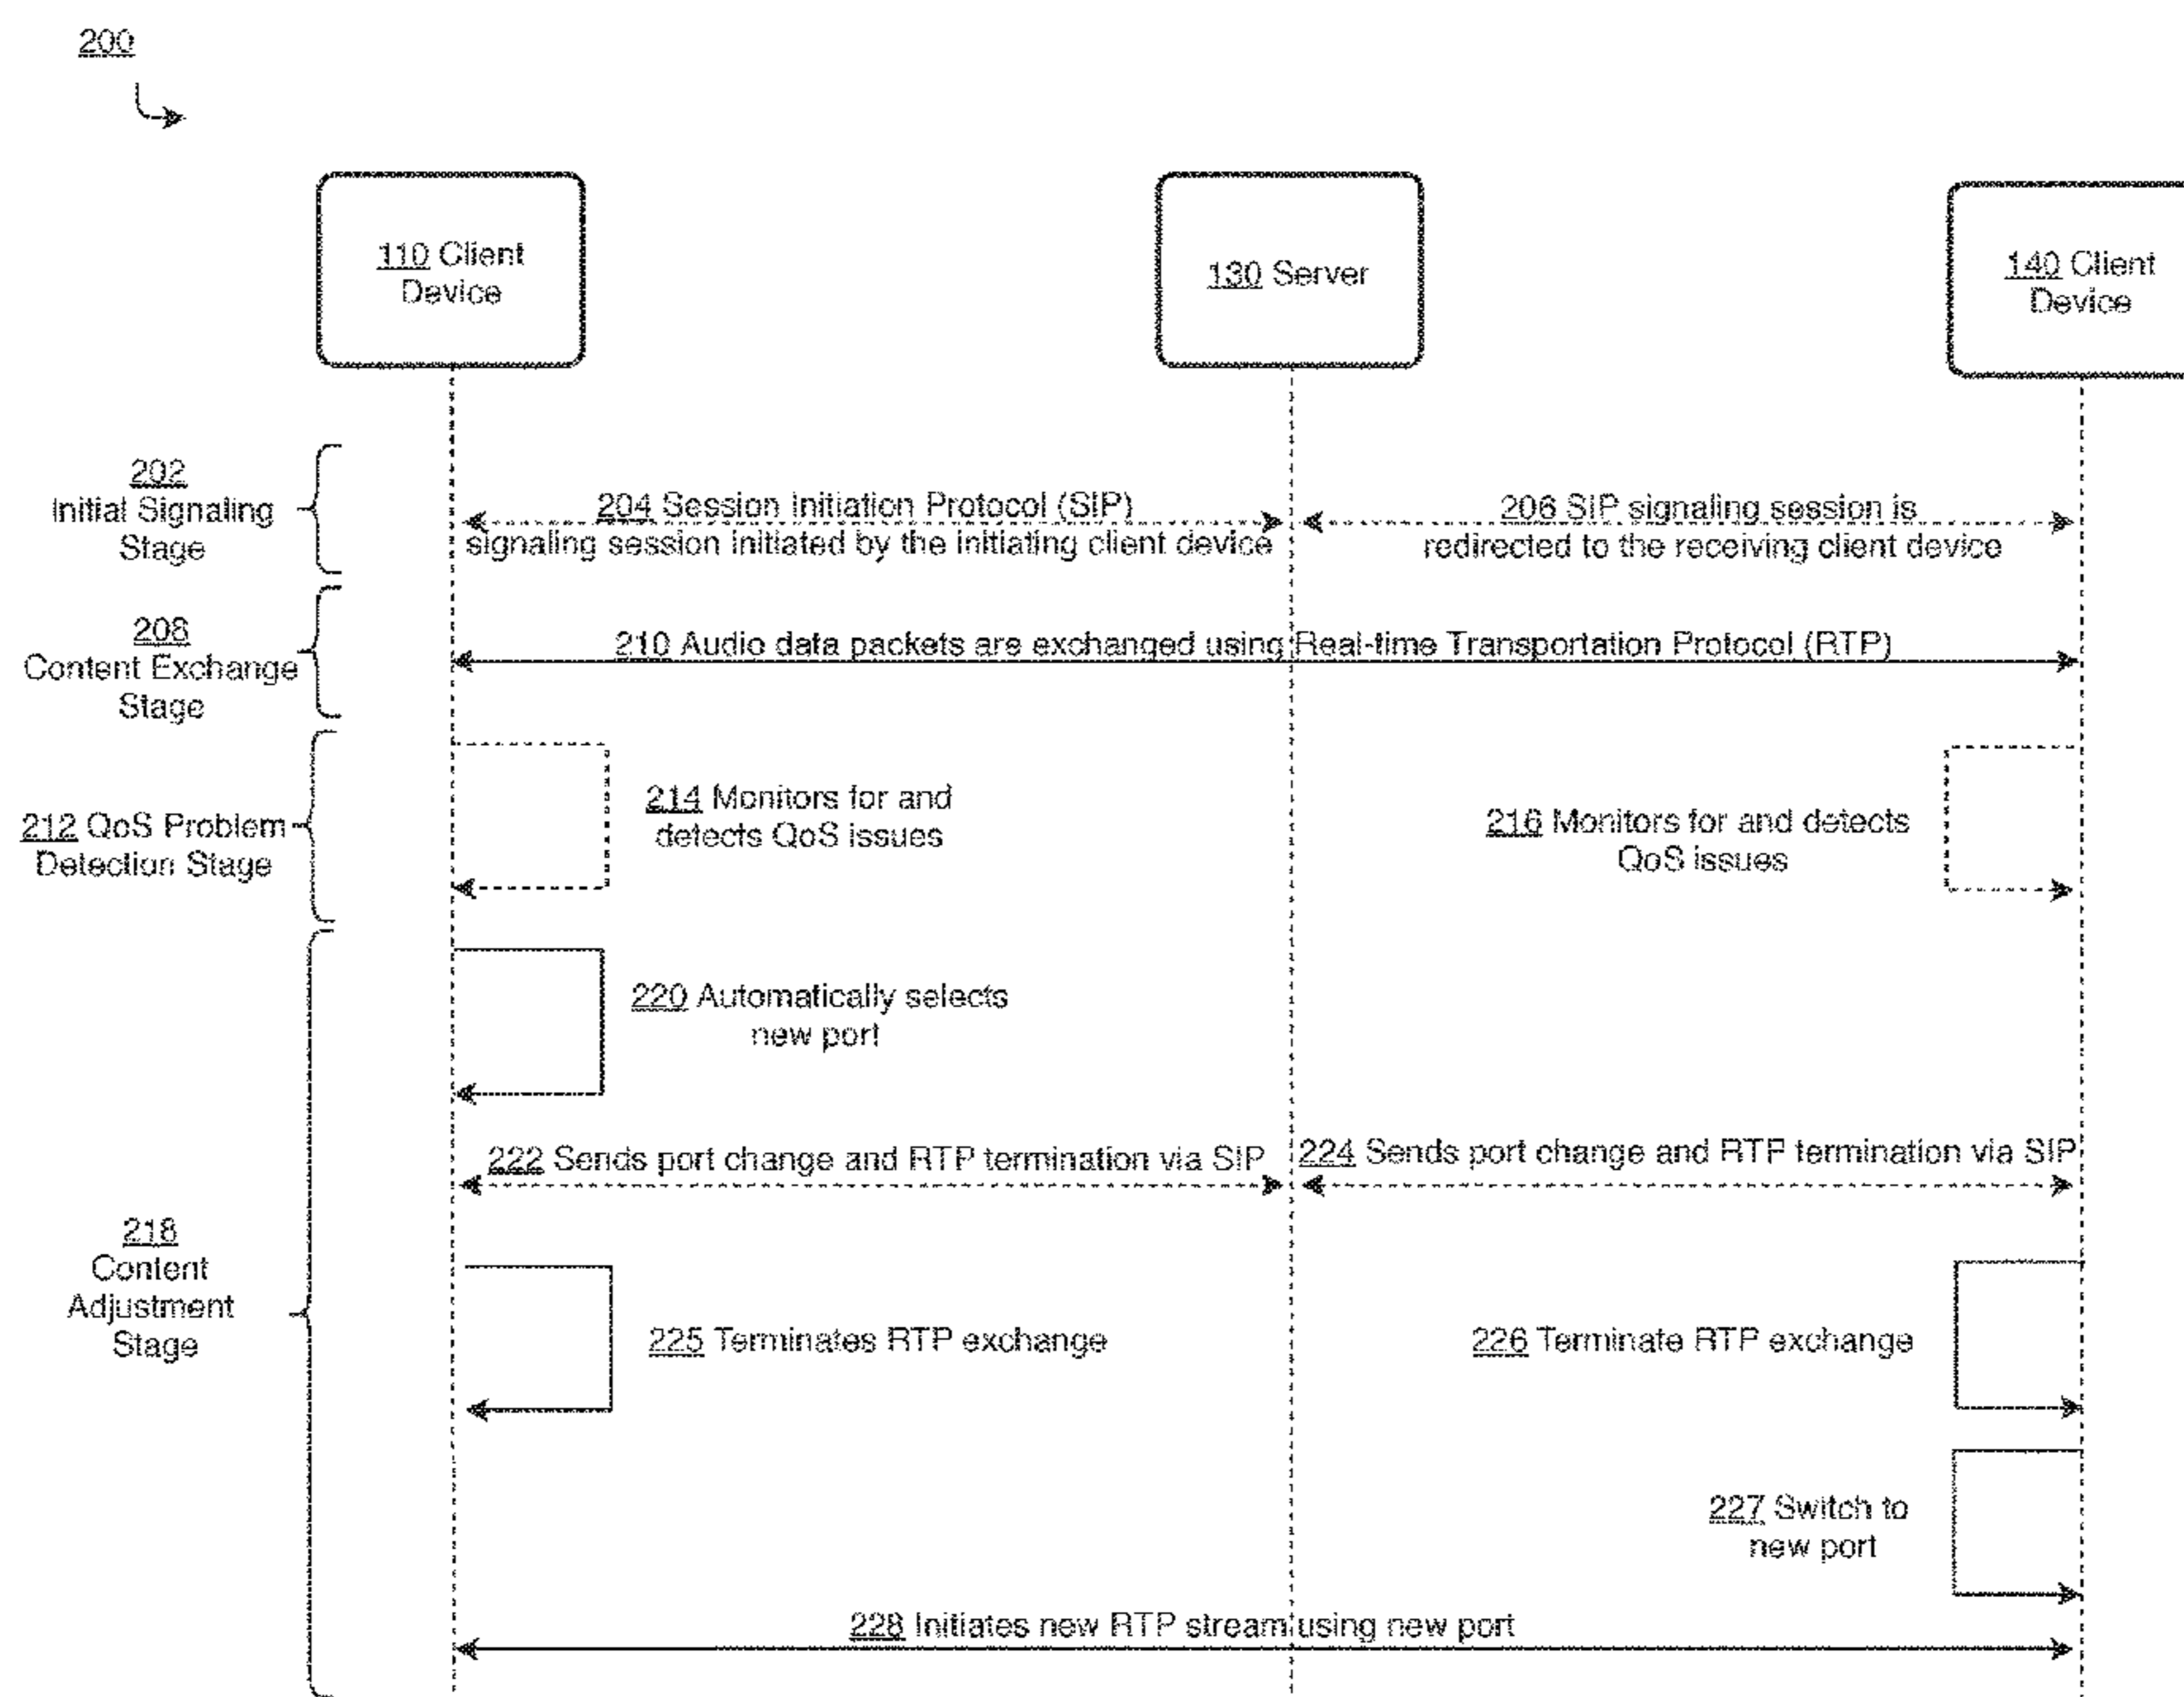 200
110 Client
Device
130 Server
140 Client
Device
202
Initial Signaling
Stage
204 Session Initiation Protocol (SIP)
signaling session initiated by the initiating client device
206 SIP signaling session is
redirected to the receiving client device
208
Content Exchange
Stage
210 Audio data packets are exchanged using Real-time Transportation Protocol (RTP)
212 QoS Problem
Detection Stage
214 Monitors for and
detects QoS issues
216 Monitors for and detects
QoS issues
218
Content
Adjustment
Stage
220 Automatically selects
new port
222 Sends port change and RTP termination via SIP
224 Sends port change and RTP termination via SIP
225 Terminates RTP exchange
226 Terminate RTP exchange
227 Switch to
new port
228 Initiates new RTP stream using new port